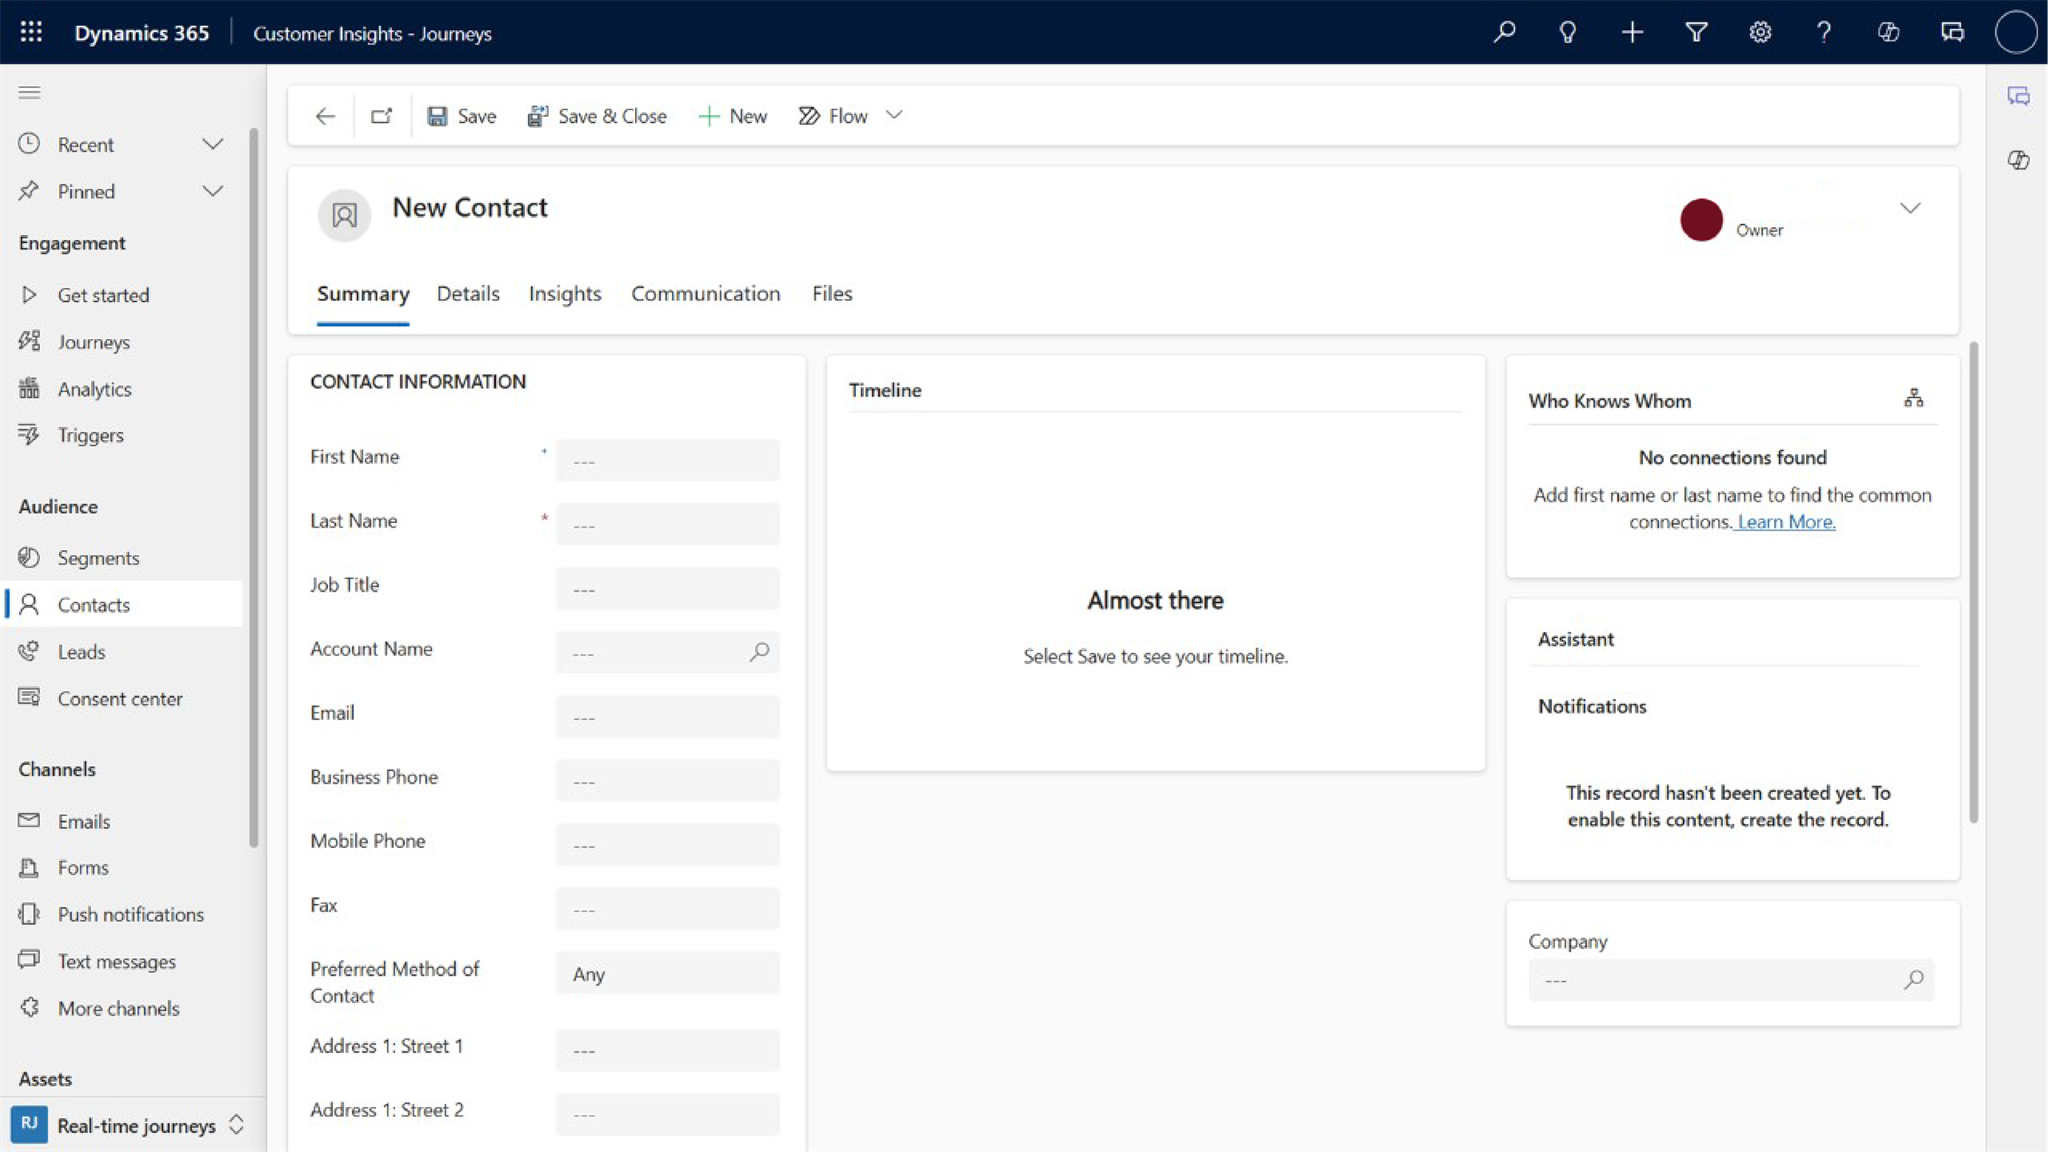 Dynamics 365 Customer Insights - Journeys
Recent
Pinned
Engagement
Get started
Journeys
Analytics
Triggers
Audience
Segments
Contacts
Leads
Consent center
Channels
Emails
Forms
Push notifications
Text messages
More channels
Assets
RJ Real-time journeys
Save Save & Close New Flow
New Contact
Owner
Summary Details Insights Communication Files
CONTACT INFORMATION
First Name * ---
Last Name * ---
Job Title ---
Account Name ---
Email ---
Business Phone ---
Mobile Phone ---
Fax ---
Preferred Method of
Contact
Any
Address 1: Street 1 ---
Address 1: Street 2 ---
Timeline
Almost there
Select Save to see your timeline.
Who Knows Whom
No connections found
Add first name or last name to find the common
connections. Learn More.
Assistant
Notifications
This record hasn't been created yet. To
enable this content, create the record.
Company
---